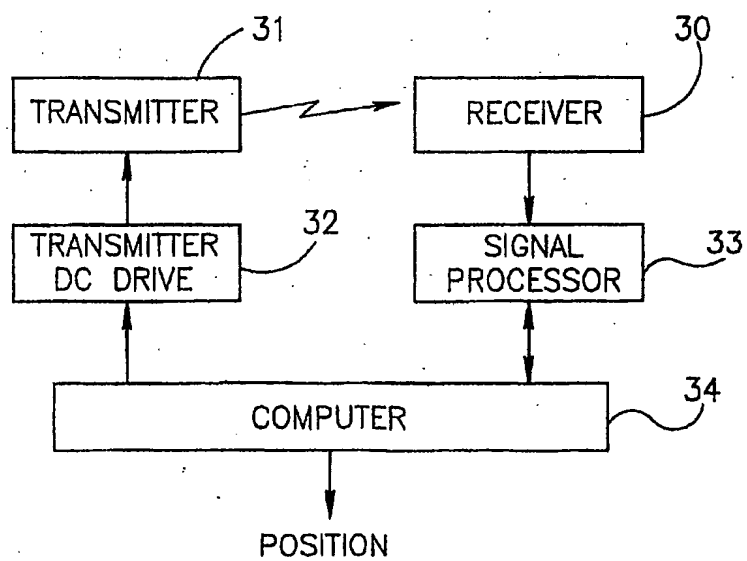 31
30
TRANSMITTER
RECEIVER
32
TRANSMITTER
DC DRIVE
SIGNAL
PROCESSOR
33
COMPUTER
34
POSITION